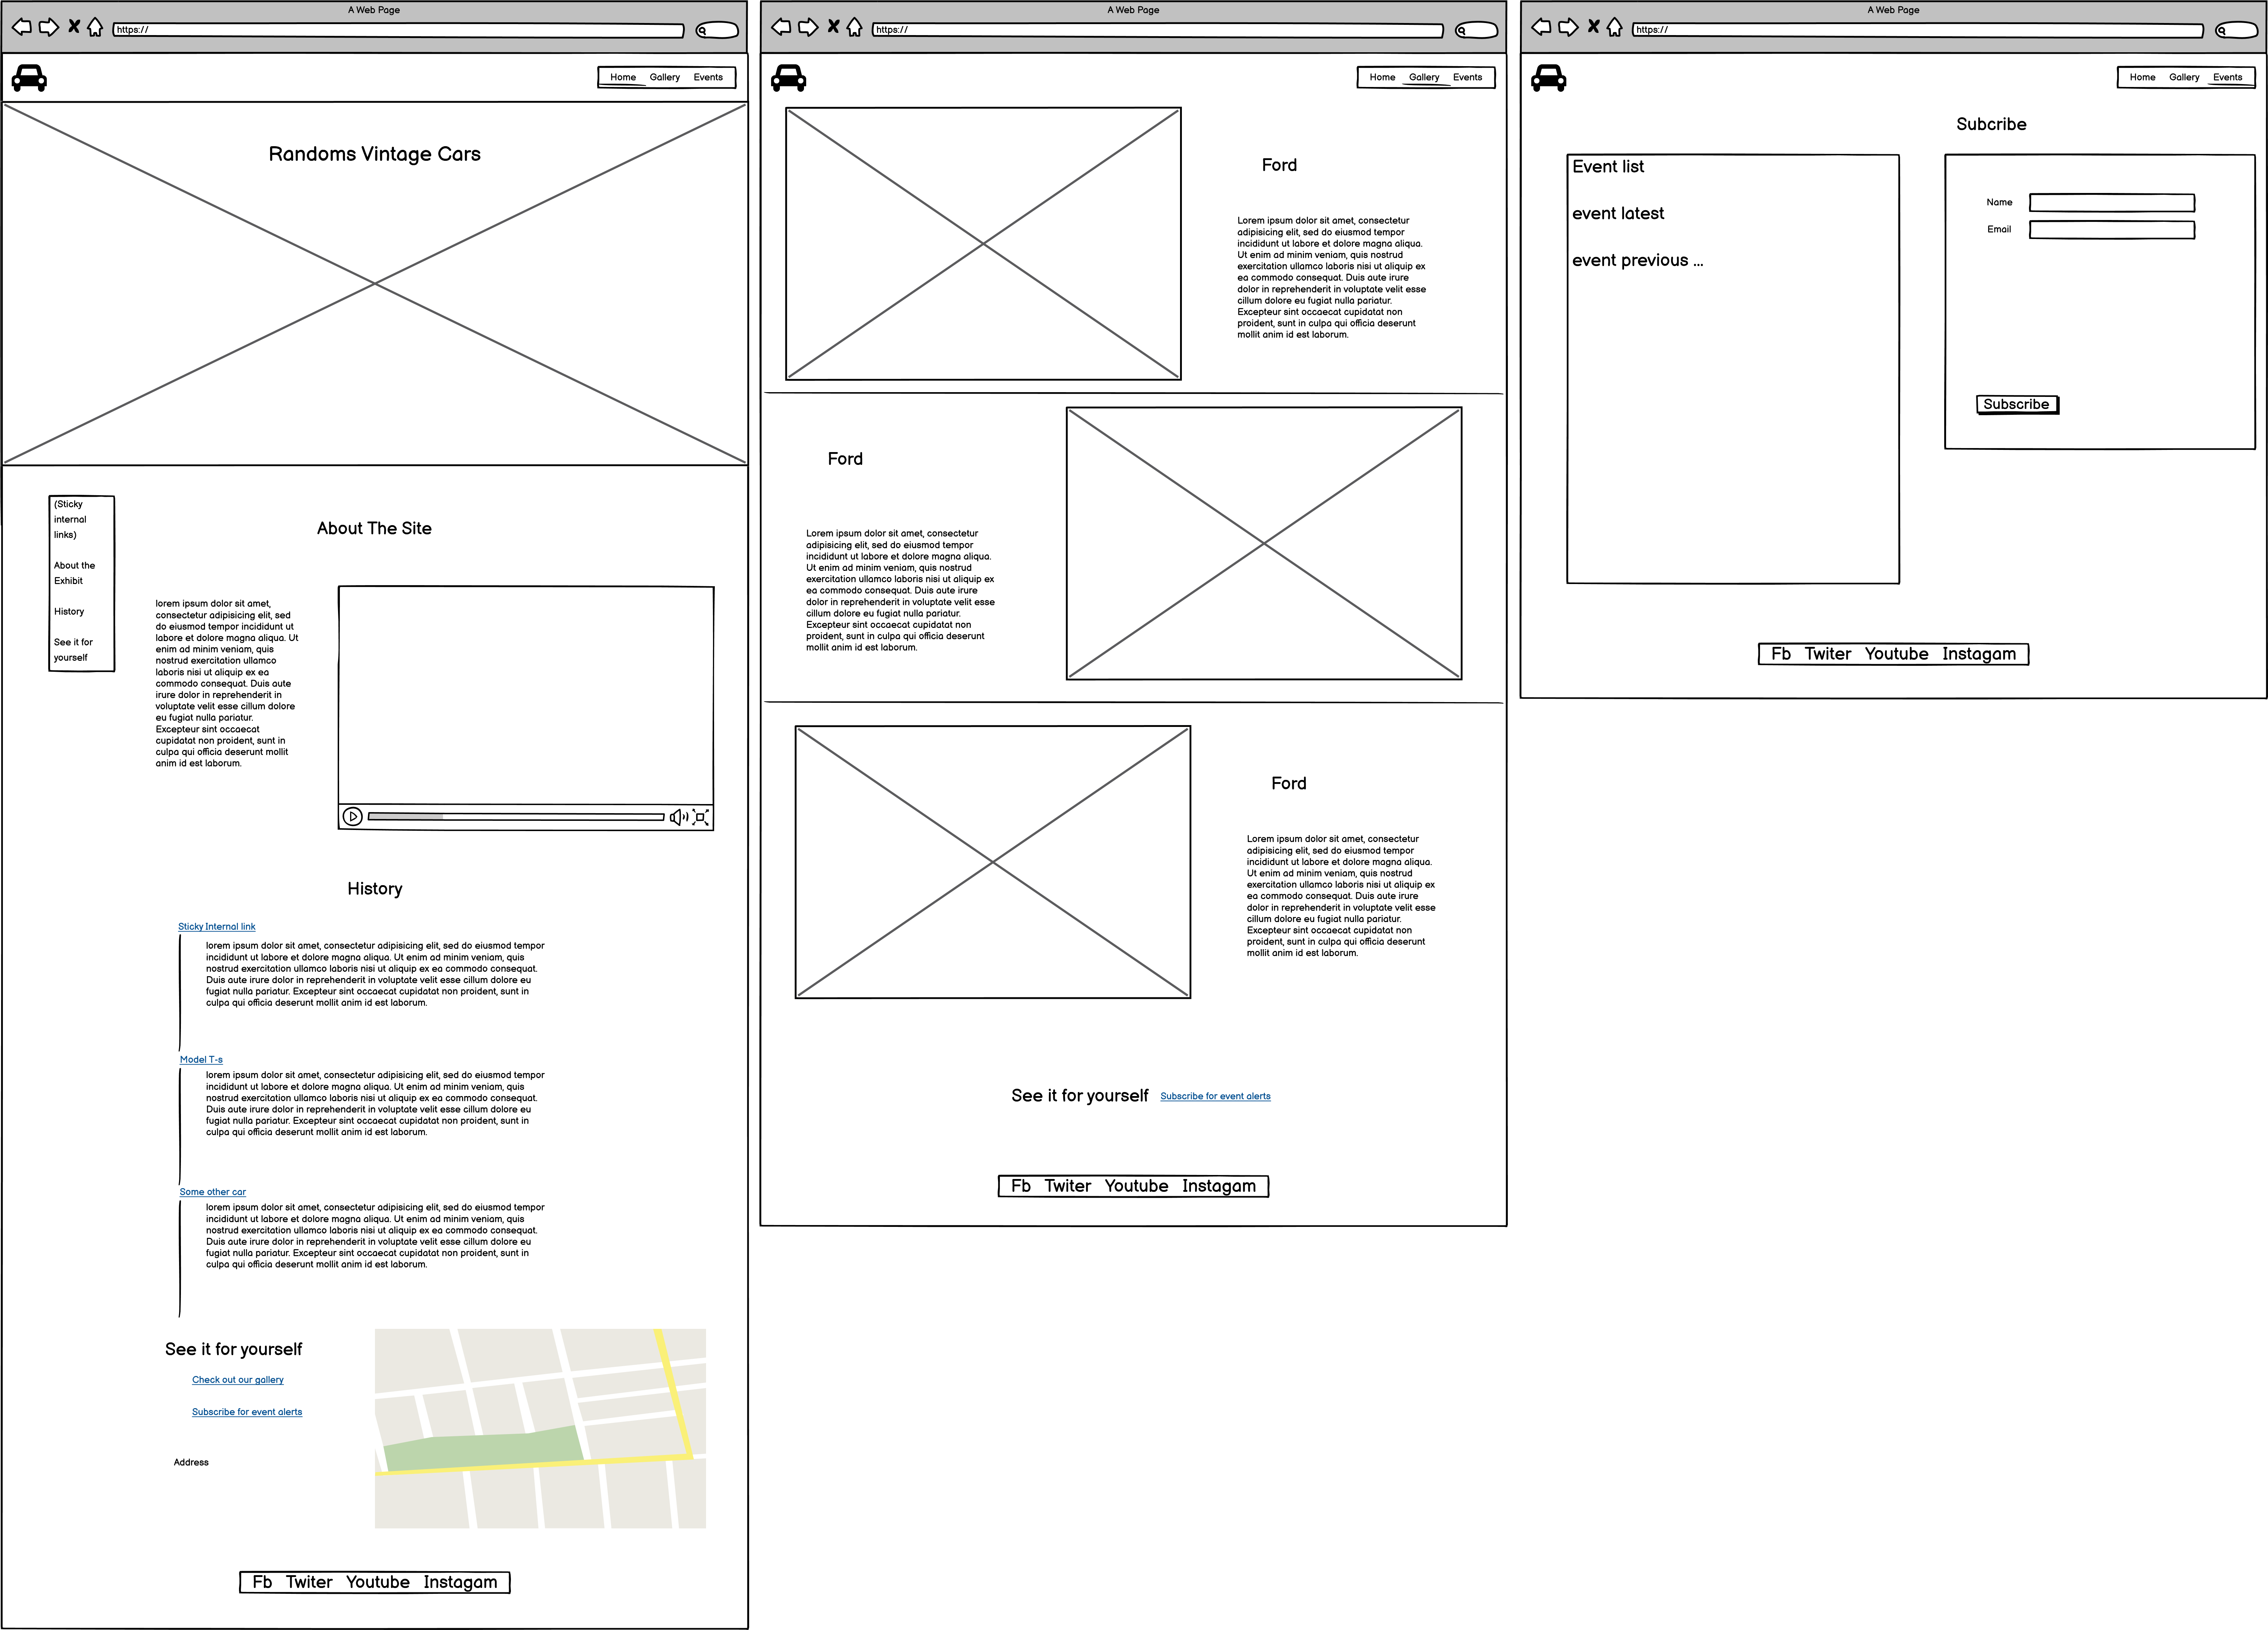 A Web Page
https://
Home Gallery Events
Randoms Vintage Cars
(Sticky
internal
links)
About the
Exhibit
History
See it for
yourself
About The Site
lorem ipsum dolor sit amet,
consectetur adipisicing elit, sed
do eiusmod tempor incididunt ut
labore et dolore magna aliqua. Ut
enim ad minim veniam, quis
nostrud exercitation ullamco
laboris nisi ut aliquip ex ea
commodo consequat. Duis aute
irure dolor in reprehenderit in
voluptate velit esse cillum dolore
eu fugiat nulla pariatur.
Excepteur sint occaecat
cupidatat non proident, sunt in
culpa qui officia deserunt mollit
anim id est laborum.
History
Sticky Internal link
lorem ipsum dolor sit amet, consectetur adipisicing elit, sed do eiusmod tempor
incididunt ut labore et dolore magna aliqua. Ut enim ad minim veniam, quis
nostrud exercitation ullamco laboris nisi ut aliquip ex ea commodo consequat.
Duis aute irure dolor in reprehenderit in voluptate velit esse cillum dolore eu
fugiat nulla pariatur. Excepteur sint occaecat cupidatat non proident, sunt in
culpa qui officia deserunt mollit anim id est laborum.
Model T-s
lorem ipsum dolor sit amet, consectetur adipisicing elit, sed do eiusmod tempor
incididunt ut labore et dolore magna aliqua. Ut enim ad minim veniam, quis
nostrud exercitation ullamco laboris nisi ut aliquip ex ea commodo consequat.
Duis aute irure dolor in reprehenderit in voluptate velit esse cillum dolore eu
fugiat nulla pariatur. Excepteur sint occaecat cupidatat non proident, sunt in
culpa qui officia deserunt mollit anim id est laborum.
Some other car
lorem ipsum dolor sit amet, consectetur adipisicing elit, sed do eiusmod tempor
incididunt ut labore et dolore magna aliqua. Ut enim ad minim veniam, quis
nostrud exercitation ullamco laboris nisi ut aliquip ex ea commodo consequat.
Duis aute irure dolor in reprehenderit in voluptate velit esse cillum dolore eu
fugiat nulla pariatur. Excepteur sint occaecat cupidatat non proident, sunt in
culpa qui officia deserunt mollit anim id est laborum.
See it for yourself
Check out our gallery
Subscribe for event alerts
Address
Fb Twiter Youtube Instagam
A Web Page
https://
Home Gallery Events
Ford
Lorem ipsum dolor sit amet, consectetur
adipisicing elit, sed do eiusmod tempor
incididunt ut labore et dolore magna aliqua.
Ut enim ad minim veniam, quis nostrud
exercitation ullamco laboris nisi ut aliquip ex
ea commodo consequat. Duis aute irure
dolor in reprehenderit in voluptate velit esse
cillum dolore eu fugiat nulla pariatur.
Excepteur sint occaecat cupidatat non
proident, sunt in culpa qui officia deserunt
mollit anim id est laborum.
Ford
Lorem ipsum dolor sit amet, consectetur
adipisicing elit, sed do eiusmod tempor
incididunt ut labore et dolore magna aliqua.
Ut enim ad minim veniam, quis nostrud
exercitation ullamco laboris nisi ut aliquip ex
ea commodo consequat. Duis aute irure
dolor in reprehenderit in voluptate velit esse
cillum dolore eu fugiat nulla pariatur.
Excepteur sint occaecat cupidatat non
proident, sunt in culpa qui officia deserunt
mollit anim id est laborum.
Ford
Lorem ipsum dolor sit amet, consectetur
adipisicing elit, sed do eiusmod tempor
incididunt ut labore et dolore magna aliqua.
Ut enim ad minim veniam, quis nostrud
exercitation ullamco laboris nisi ut aliquip ex
ea commodo consequat. Duis aute irure
dolor in reprehenderit in voluptate velit esse
cillum dolore eu fugiat nulla pariatur.
Excepteur sint occaecat cupidatat non
proident, sunt in culpa qui officia deserunt
mollit anim id est laborum.
See it for yourself Subscribe for event alerts
Fb Twiter Youtube Instagam
A Web Page
https://
Home Gallery Events
Subcribe
Event list
event latest
event previous ...
Name
Email
Subscribe
Fb Twiter Youtube Instagam